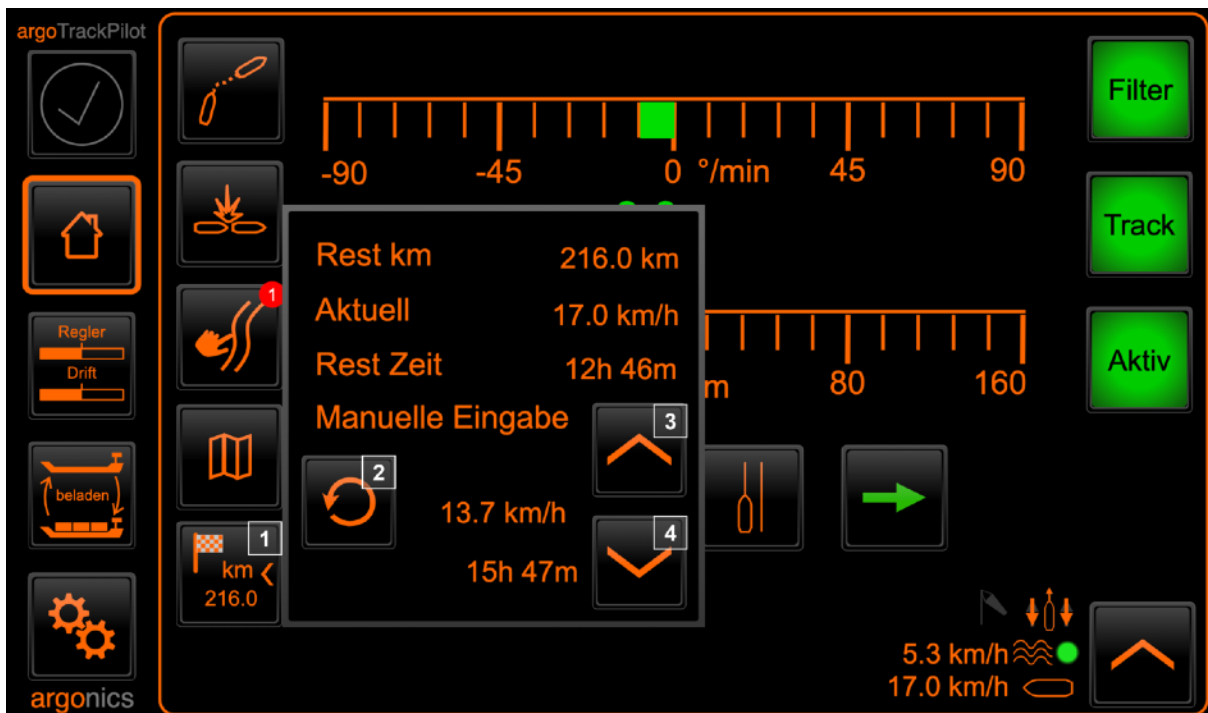 argoTrackPilot
Filter
-90 -45 0 °/min 45 90
Track
1
Rest km 216.0 km
Aktuell 17.0 km/h
Regler
Drift
Rest Zeit 12h 46m
Aktiv
m 80 160
Manuelle Eingabe 3
2
beladen
13.7 km/h
1 4
km
15h 47m
216.0
5.3 km/h
17.0 km/h
argonics